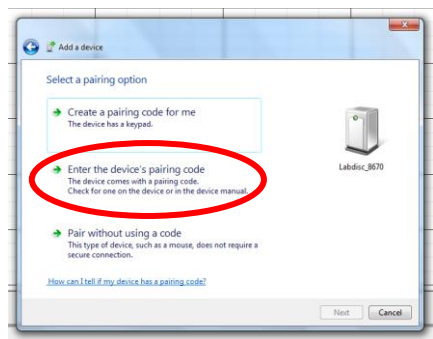 Add a device
Select a pairing option
Create a pairing code for me
The device has a keypad.
Enter the device's pairing code
The device comes with a pairing code.
Check for one on the device or in the device manual.
Labdisc_8670
Pair without using a code
This type of device, such as a mouse, does not require a
secure connection.
How can I tell if my device has a pairing code?
Next
Cancel